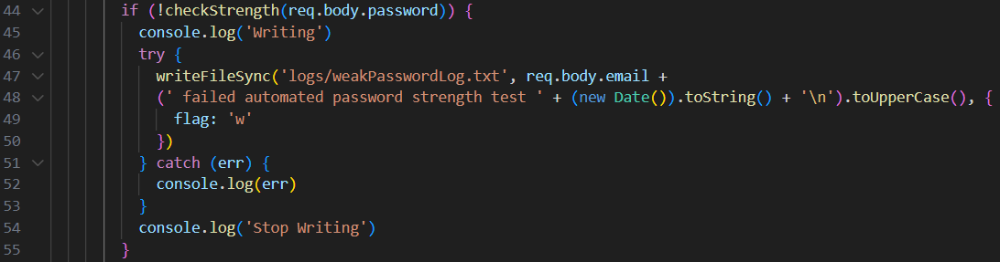 44 if (!checkStrength(req.body.password)) {
45 console.log('Writing')
46 try {
47 writeFileSync('logs/weakPasswordLog.txt', req.body.email +
48 (' failed automated password strength test ' + (new Date()).toString() + '\n').toUpperCase(), {
49 flag: 'w'
50 })
51 } catch (err) {
52 console.log(err)
53 }
54 console.log('Stop Writing')
55 }